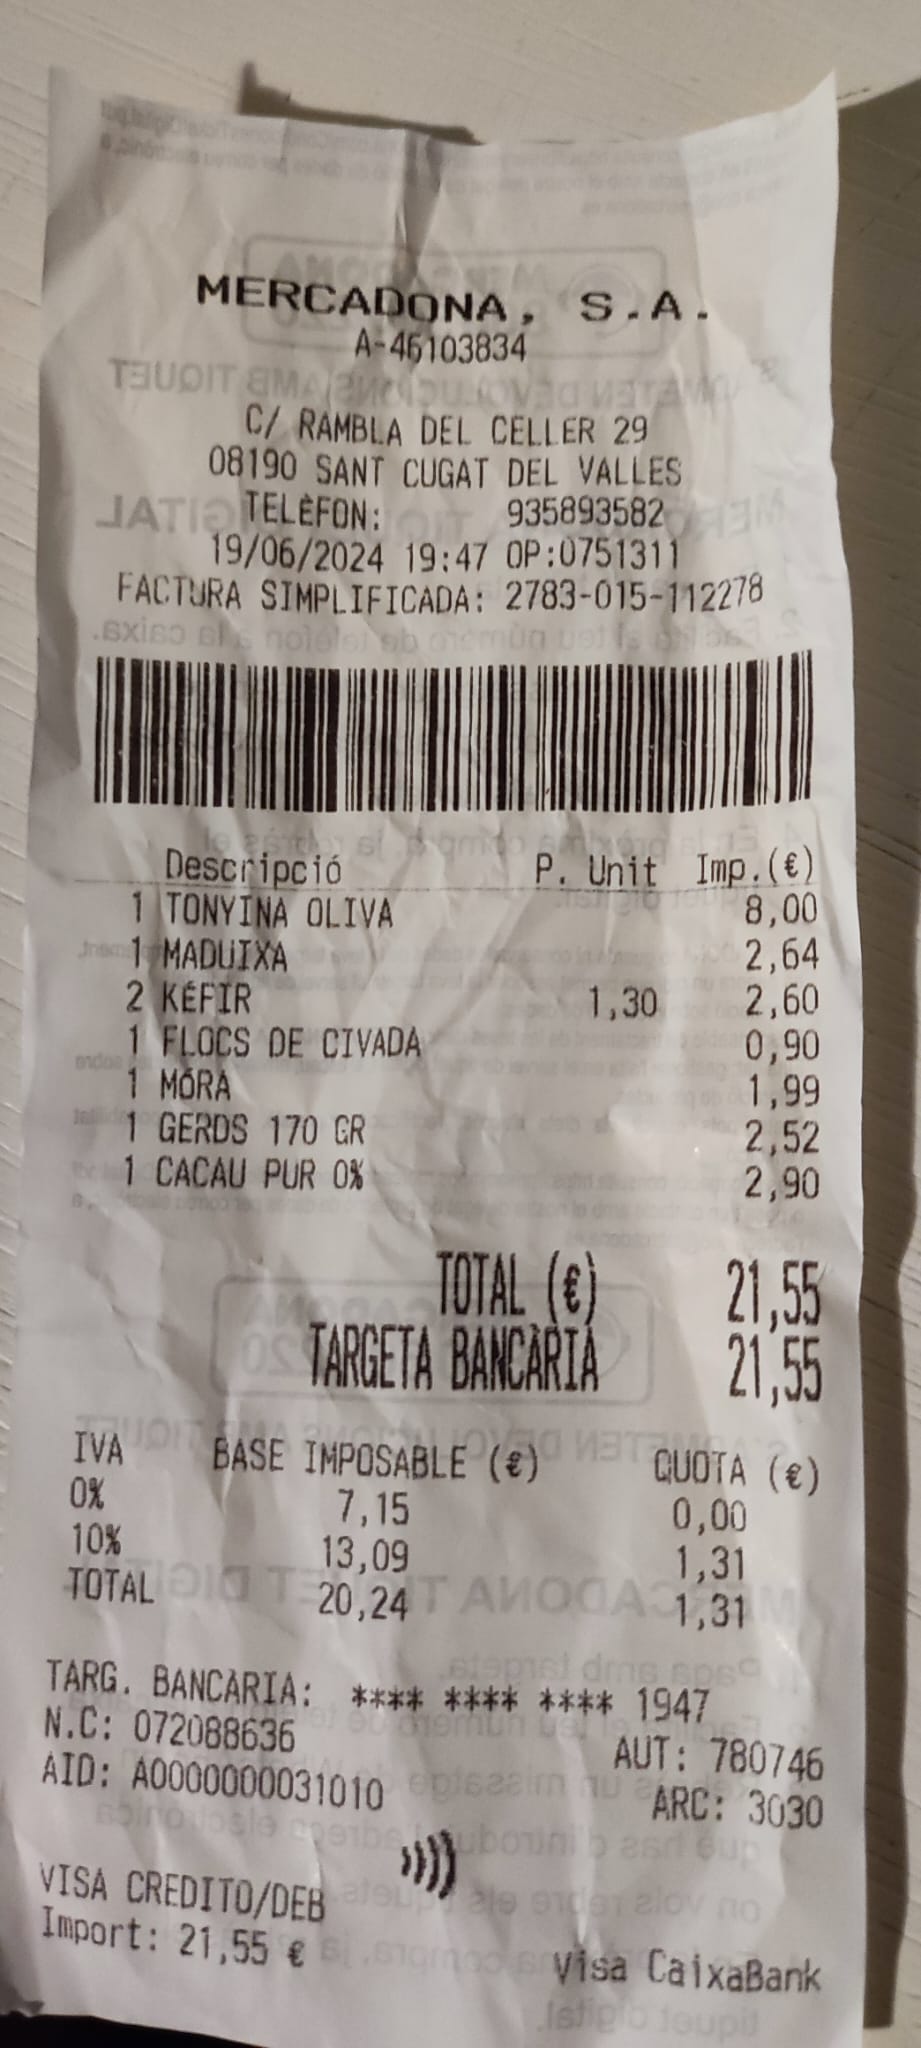 MERCADONA, S.A.
A-46103834
C/ RAMBLA DEL CELLER 29
08190 SANT CUGAT DEL VALLES
TELÈFON: 935893582
19/06/2024 19:47 OP:0751311
FACTURA SIMPLIFICADA: 2783-015-112278
Descripció P. Unit Imp.(€)
1 TONYINA OLIVA 8,00
1 MADUIXA 2,64
2 KÉFIR 1,30 2,60
1 FLOCS DE CIVADA 0,90
1 MÓRA 1,99
1 GERDS 170 GR 2,52
1 CACAU PUR 0% 2,90
TOTAL (€) 21,55
TARGETA BANCÀRIA 21,55
IVA BASE IMPOSABLE (€) QUOTA (€)
0% 7,15 0,00
10% 13,09 1,31
TOTAL 20,24 1,31
TARG. BANCÀRIA: **** **** **** 1947
N.C: 072088636 AUT: 780746
AID: A0000000031010 ARC: 3030
VISA CREDITO/DEB
Import: 21,55 € Visa CaixaBank